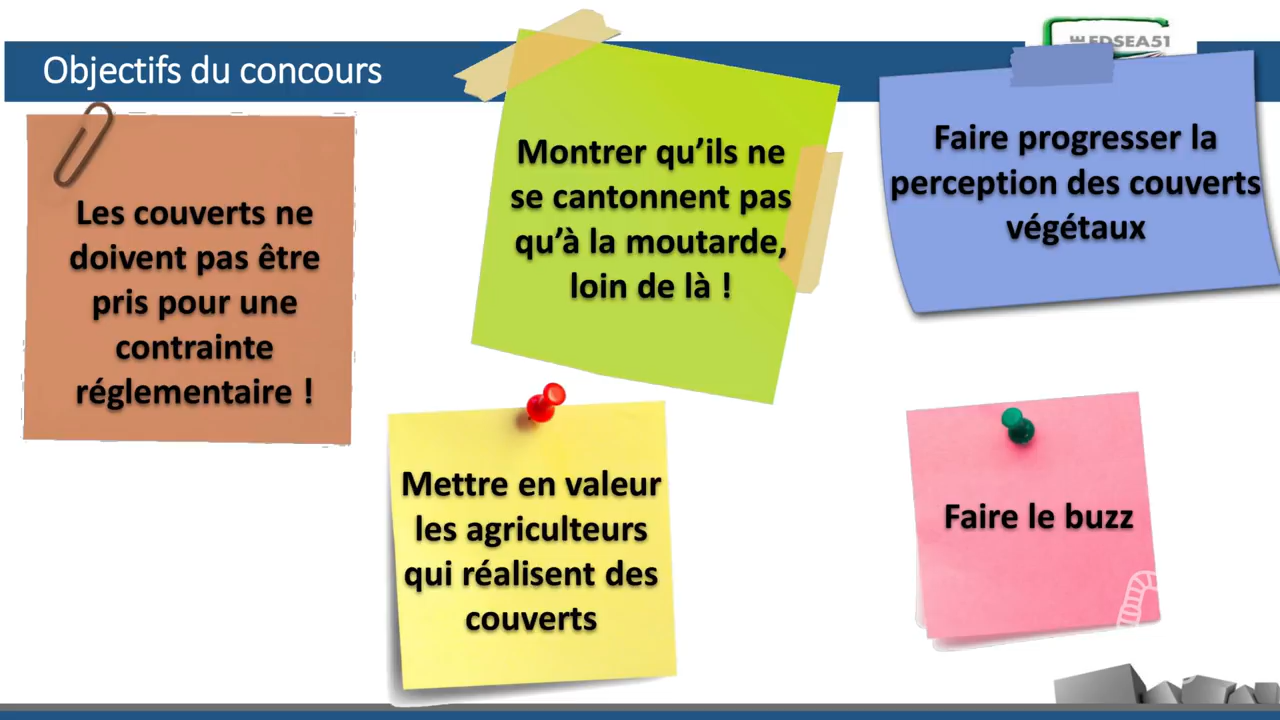 Objectifs du concours
FDSEA51
Les couverts ne
doivent pas être
pris pour une
contrainte
réglementaire !
Montrer qu’ils ne
se cantonnent pas
qu’à la moutarde,
loin de là !
Faire progresser la
perception des couverts
végétaux
Mettre en valeur
les agriculteurs
qui réalisent des
couverts
Faire le buzz